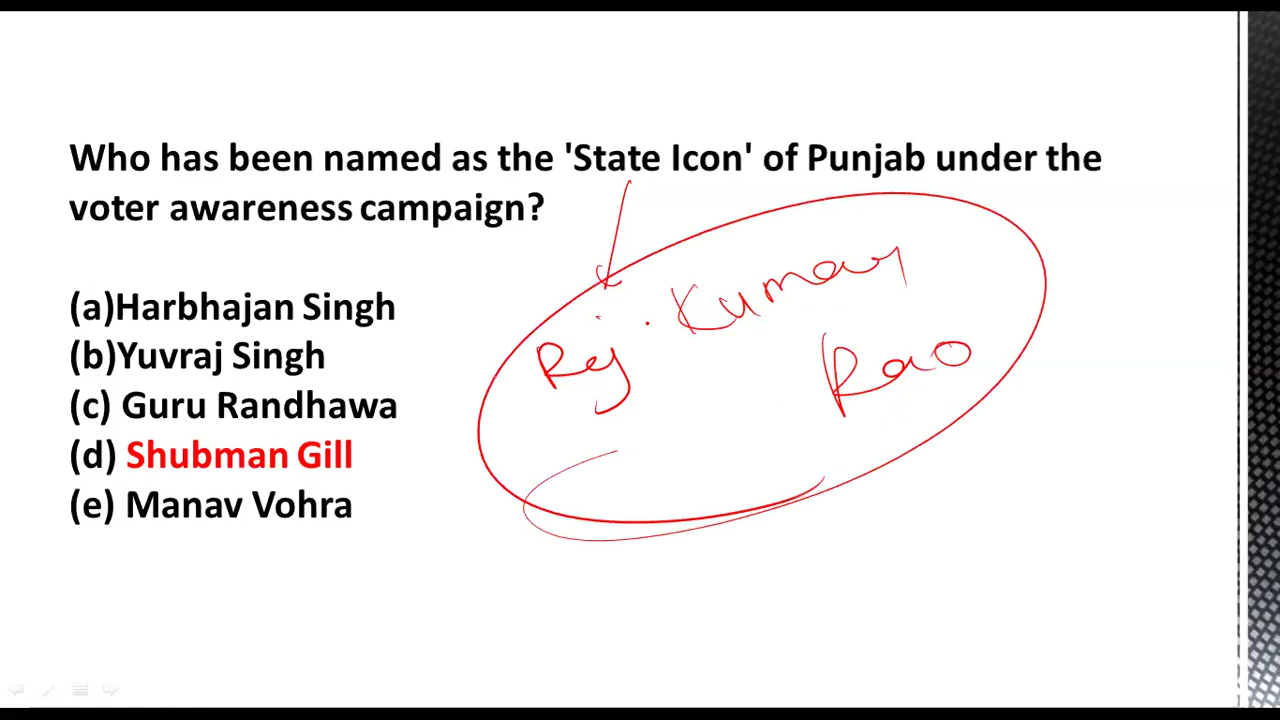 Who has been named as the 'State Icon' of Punjab under the
voter awareness campaign?
(a)Harbhajan Singh
(b)Yuvraj Singh
(c) Guru Randhawa
(d) Shubman Gill
(e) Manav Vohra
Raj. Kumar
Rao